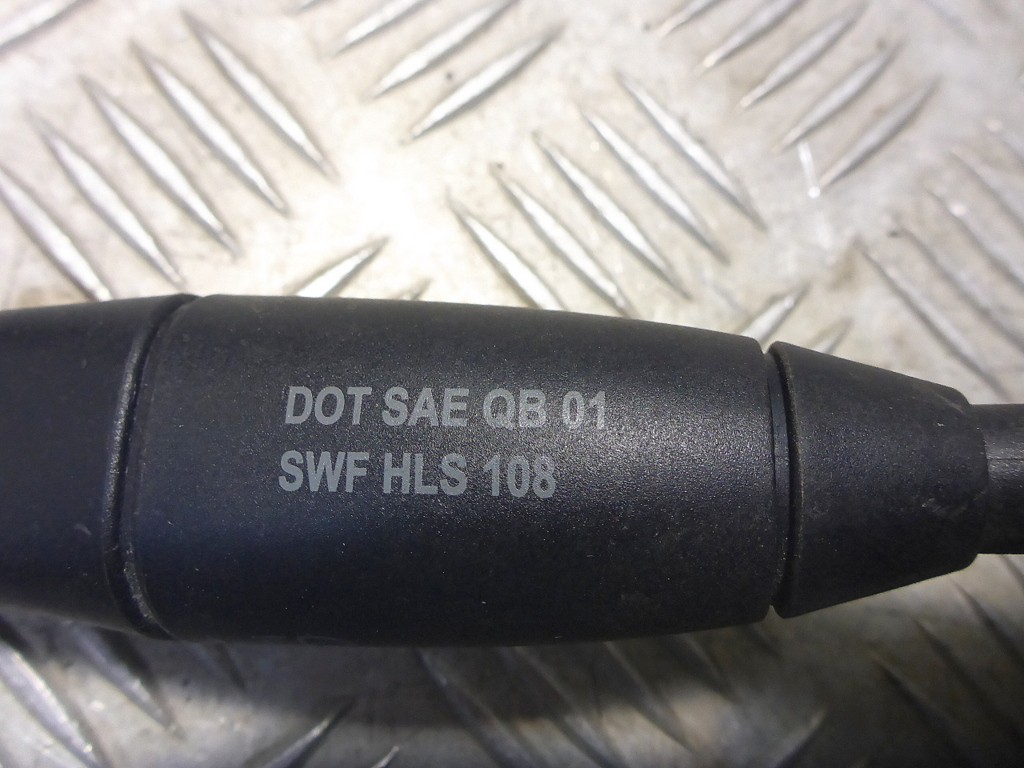 DOT SAE QB 01
SWF HLS 108